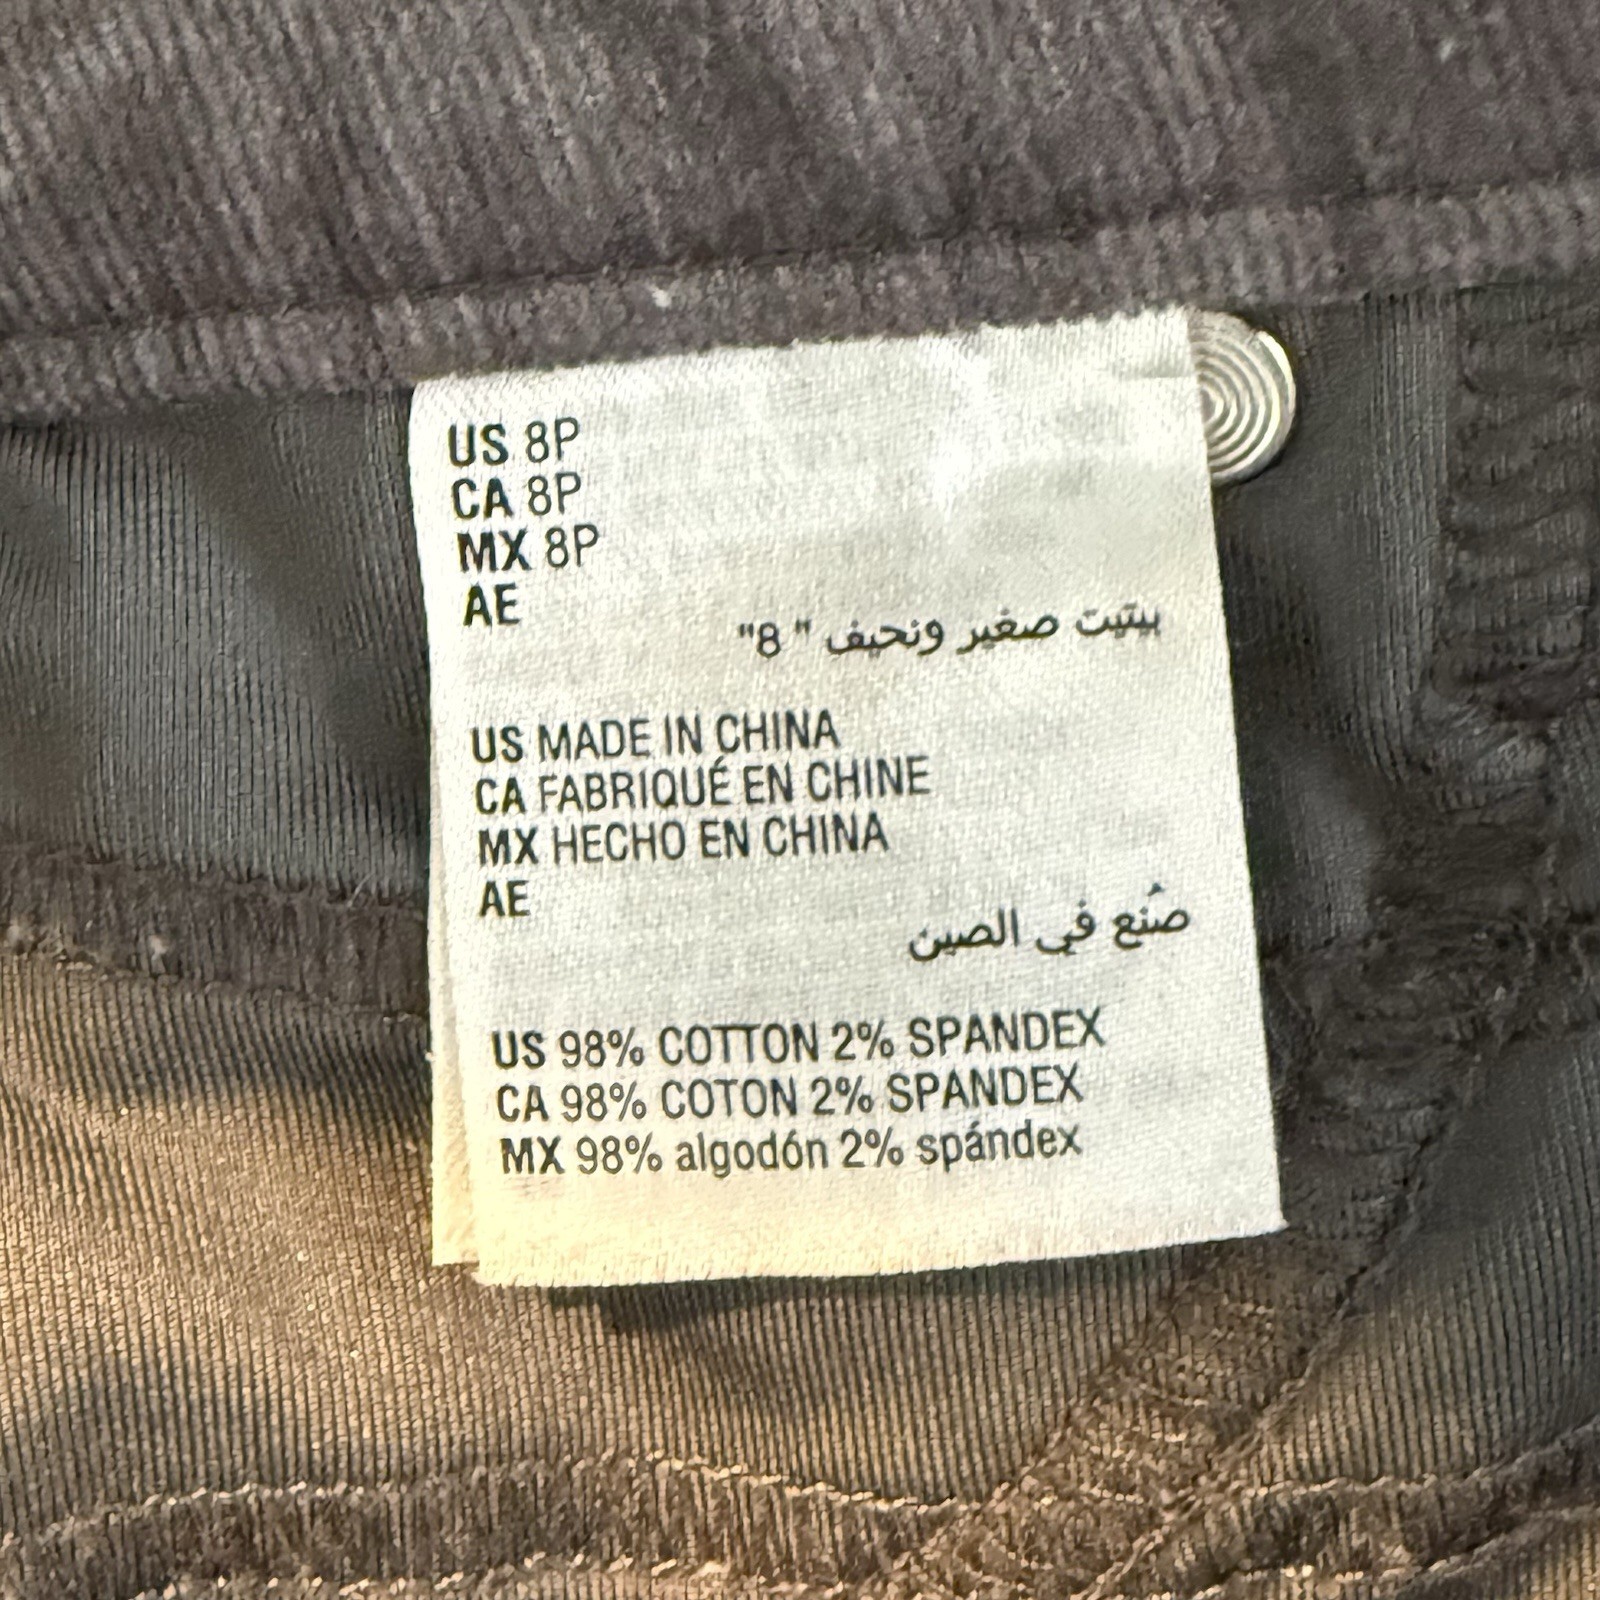 US 8P
CA 8P
MX 8P
AE
بيتيت صغير ونحيف " 8"
US MADE IN CHINA
CA FABRIQUÉ EN CHINE
MX HECHO EN CHINA
AE
صُنع في الصين
US 98% COTTON 2% SPANDEX
CA 98% COTON 2% SPANDEX
MX 98% algodón 2% spándex